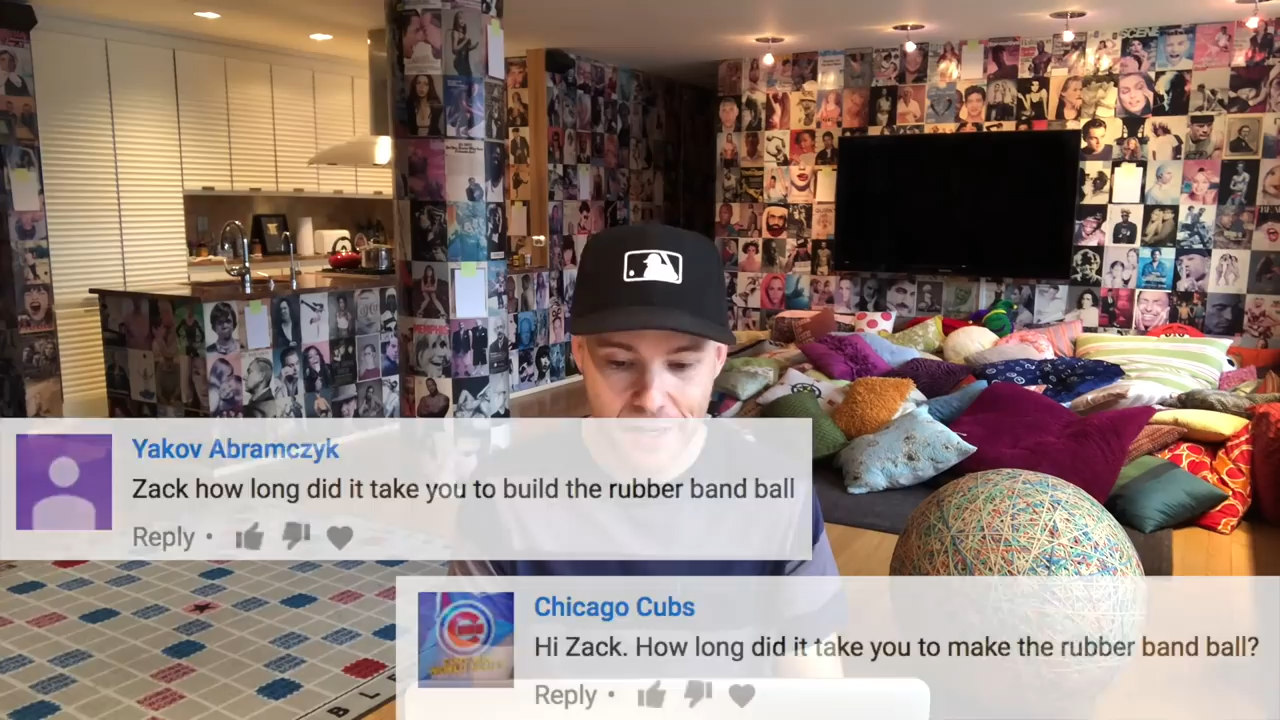 Yakov Abramczyk
Zack how long did it take you to build the rubber band ball
Reply •
Chicago Cubs
Hi Zack. How long did it take you to make the rubber band ball?
Reply •
B L